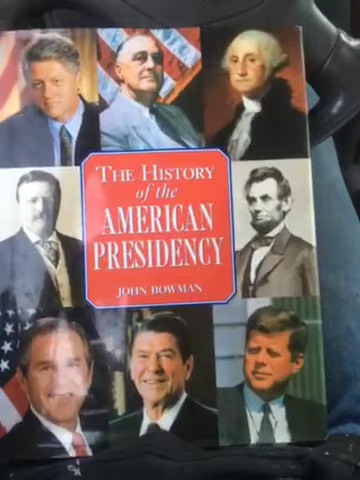 THE HISTORY
of the
AMERICAN
PRESIDENCY
JOHN BOWMAN